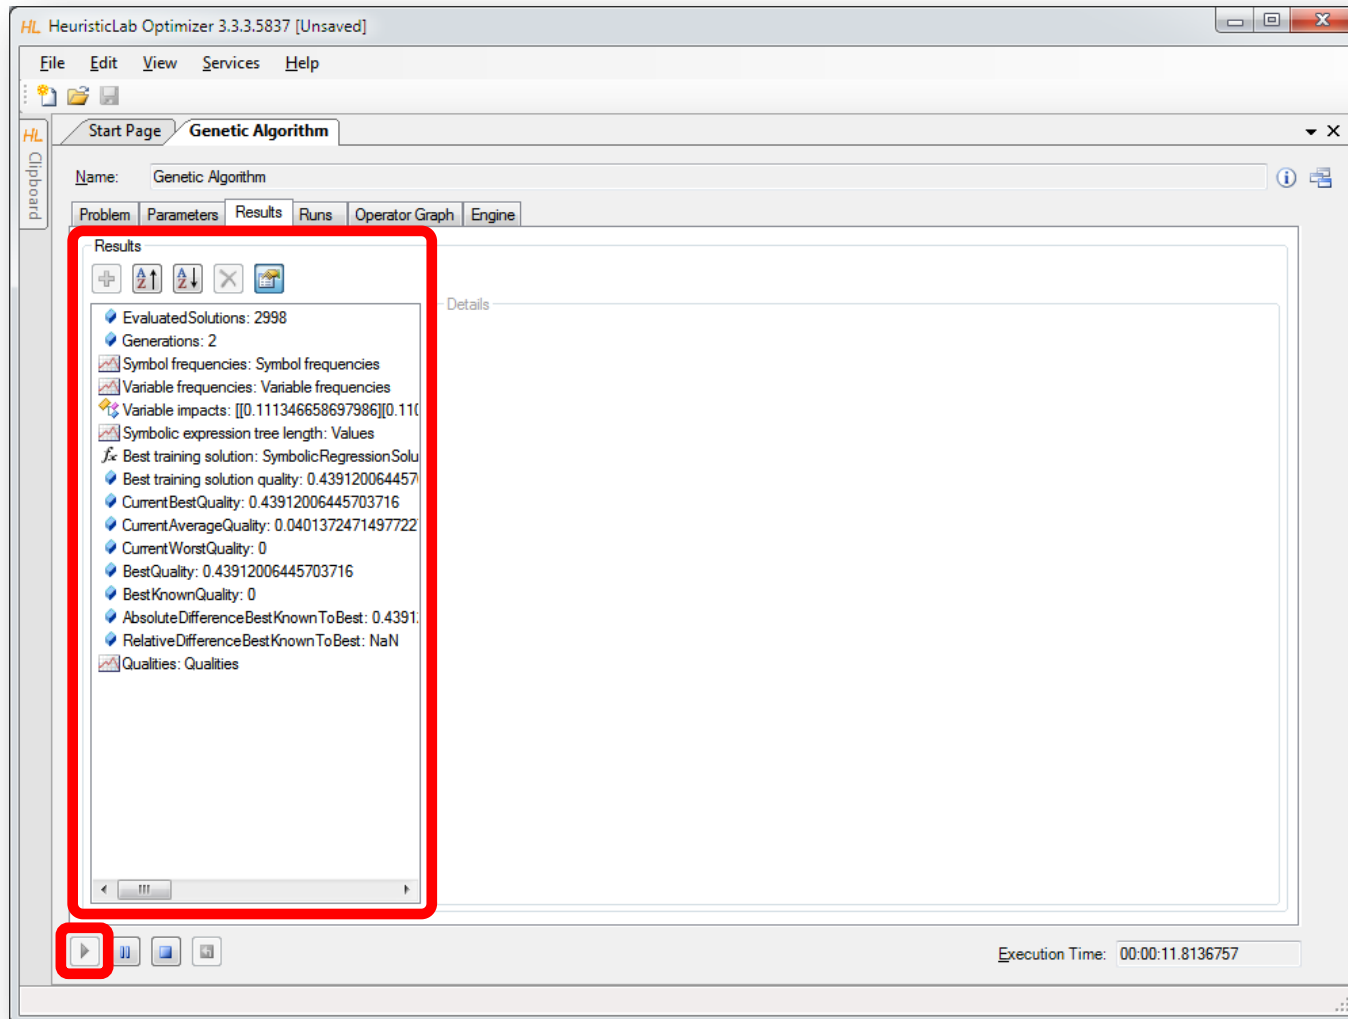 HL HeuristicLab Optimizer 3.3.3.5837 [Unsaved]
File Edit View Services Help
HL Clipboard
Start Page Genetic Algorithm
Name: Genetic Algorithm
Problem Parameters Results Runs Operator Graph Engine
Results
Details
EvaluatedSolutions: 2998
Generations: 2
Symbol frequencies: Symbol frequencies
Variable frequencies: Variable frequencies
Variable impacts: [[0.111346658697986][0.110
Symbolic expression tree length: Values
Best training solution: SymbolicRegressionSolu
Best training solution quality: 0.4391200644570
CurrentBestQuality: 0.43912006445703716
CurrentAverageQuality: 0.0401372471497722
CurrentWorstQuality: 0
BestQuality: 0.43912006445703716
BestKnownQuality: 0
AbsoluteDifferenceBestKnownToBest: 0.4391
RelativeDifferenceBestKnownToBest: NaN
Qualities: Qualities
Execution Time: 00:00:11.8136757